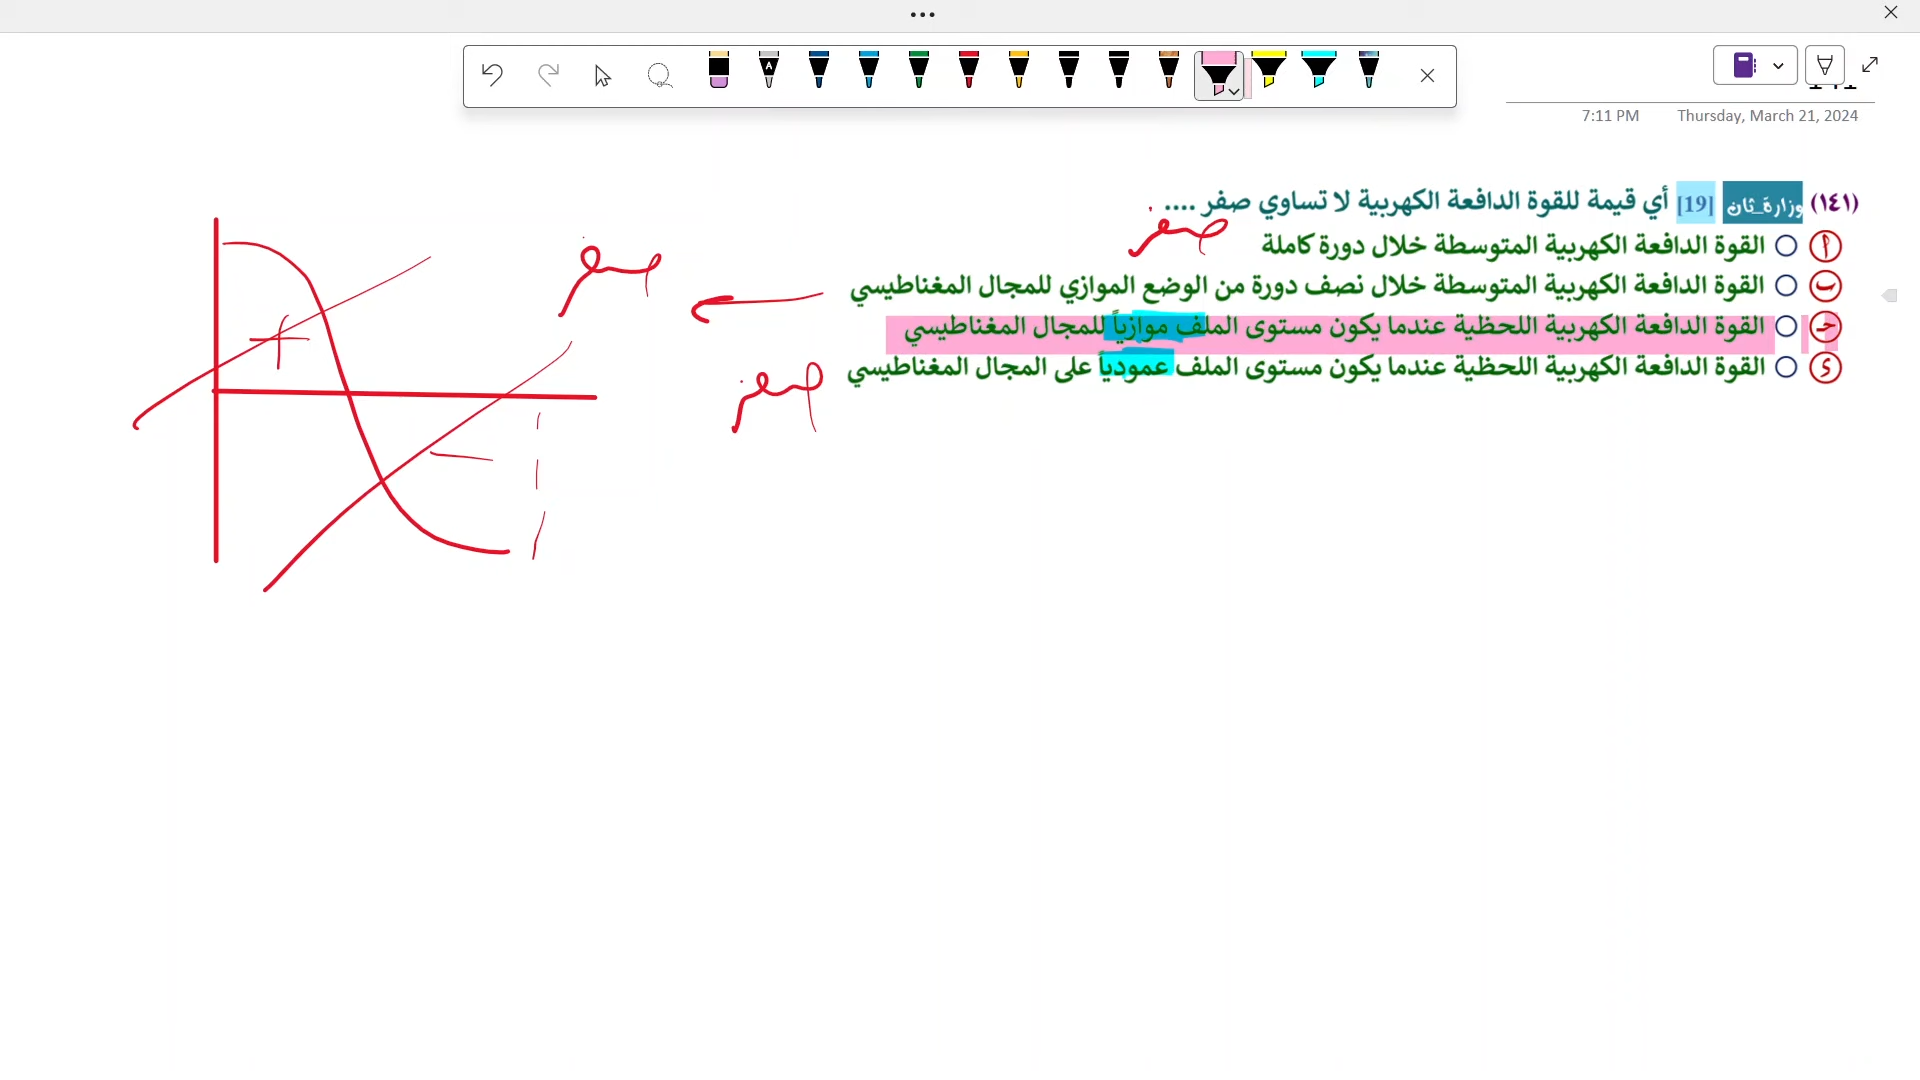 7:11 PM Thursday, March 21, 2024
(١٤١) وزارة_ثان [19] أي قيمة للقوة الدافعة الكهربية لا تساوي صفر ....
صفر
أ القوة الدافعة الكهربية المتوسطة خلال دورة كاملة
ب القوة الدافعة الكهربية المتوسطة خلال نصف دورة من الوضع الموازي للمجال المغناطيسي
صفر
جـ القوة الدافعة الكهربية اللحظية عندما يكون مستوى الملف موازياً للمجال المغناطيسي
د القوة الدافعة الكهربية اللحظية عندما يكون مستوى الملف عمودياً على المجال المغناطيسي
صفر
+
-